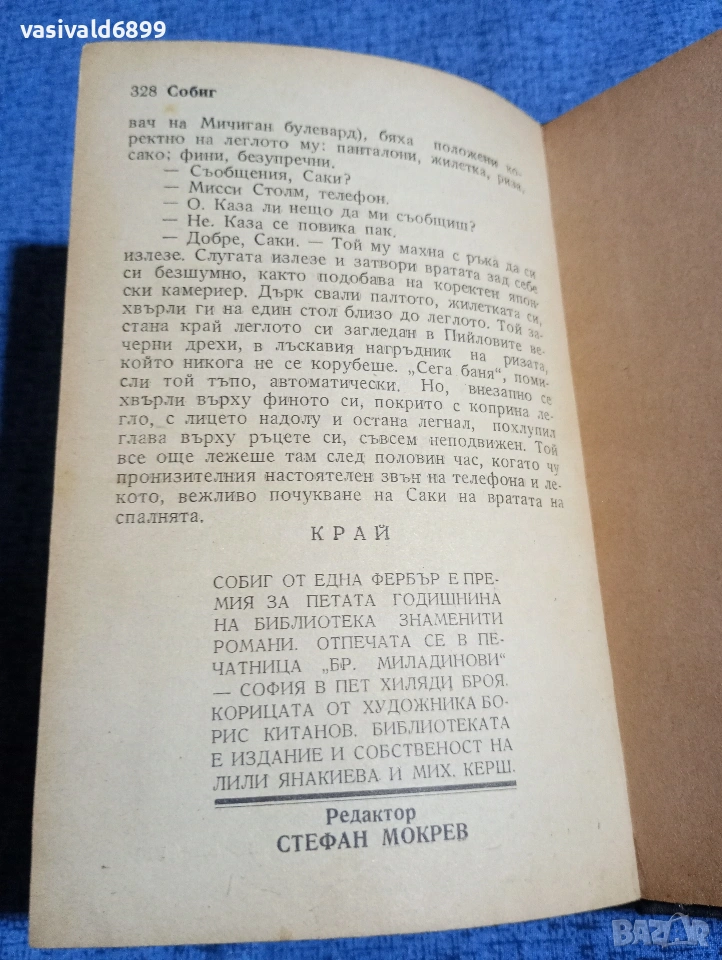 vasivald6899
328 Собиг
вач на Мичиган булевард), бяха положени ко-
ректно на леглото му: панталони, жилетка, риза,
сако; фини, безупречни.
— Съобщения, Саки?
— Мисси Столм, телефон.
— О. Каза ли нещо да ми съобщиш?
— Не. Каза се повика пак.
— Добре, Саки. — Той му махна с ръка да си
излезе. Слугата излезе и затвори вратата зад себе
си безшумно, както подобава на коректен япон-
ски камериер. Дърк свали палтото, жилетката си,
хвърли ги на един стол близо до леглото. Той за-
стана край леглото си загледан в Пийловите ве-
черни дрехи, в лъскавия нагръдник на ризата,
който никога не се корубеше. „Сега баня“, поми-
сли той тъпо, автоматически. Но, внезапно се
хвърли върху финото си, покрито с коприна ле-
гло, с лицето надолу и остана легнал, похлупил
глава върху ръцете си, съвсем неподвижен. Той
все още лежеше там след половин час, когато чу
пронизителния настоятелен звън на телефона и ле-
кото, вежливо почукване на Саки на вратата на
спалнята.
КРАЙ
СОБИГ ОТ ЕДНА ФЕРБЪР Е ПРЕ-
МИЯ ЗА ПЕТАТА ГОДИШНИНА
НА БИБЛИОТЕКА ЗНАМЕНИТИ
РОМАНИ. ОТПЕЧАТА СЕ В ПЕ-
ЧАТНИЦА „БР. МИЛАДИНОВИ“
— СОФИЯ В ПЕТ ХИЛЯДИ БРОЯ.
КОРИЦАТА ОТ ХУДОЖНИКА БО-
РИС КИТАНОВ. БИБЛИОТЕКАТА
Е ИЗДАНИЕ И СОБСТВЕНОСТ НА
ЛИЛИ ЯНАКИЕВА И МИХ. КЕРШ.
Редактор
СТЕФАН МОКРЕВ
BAZAR